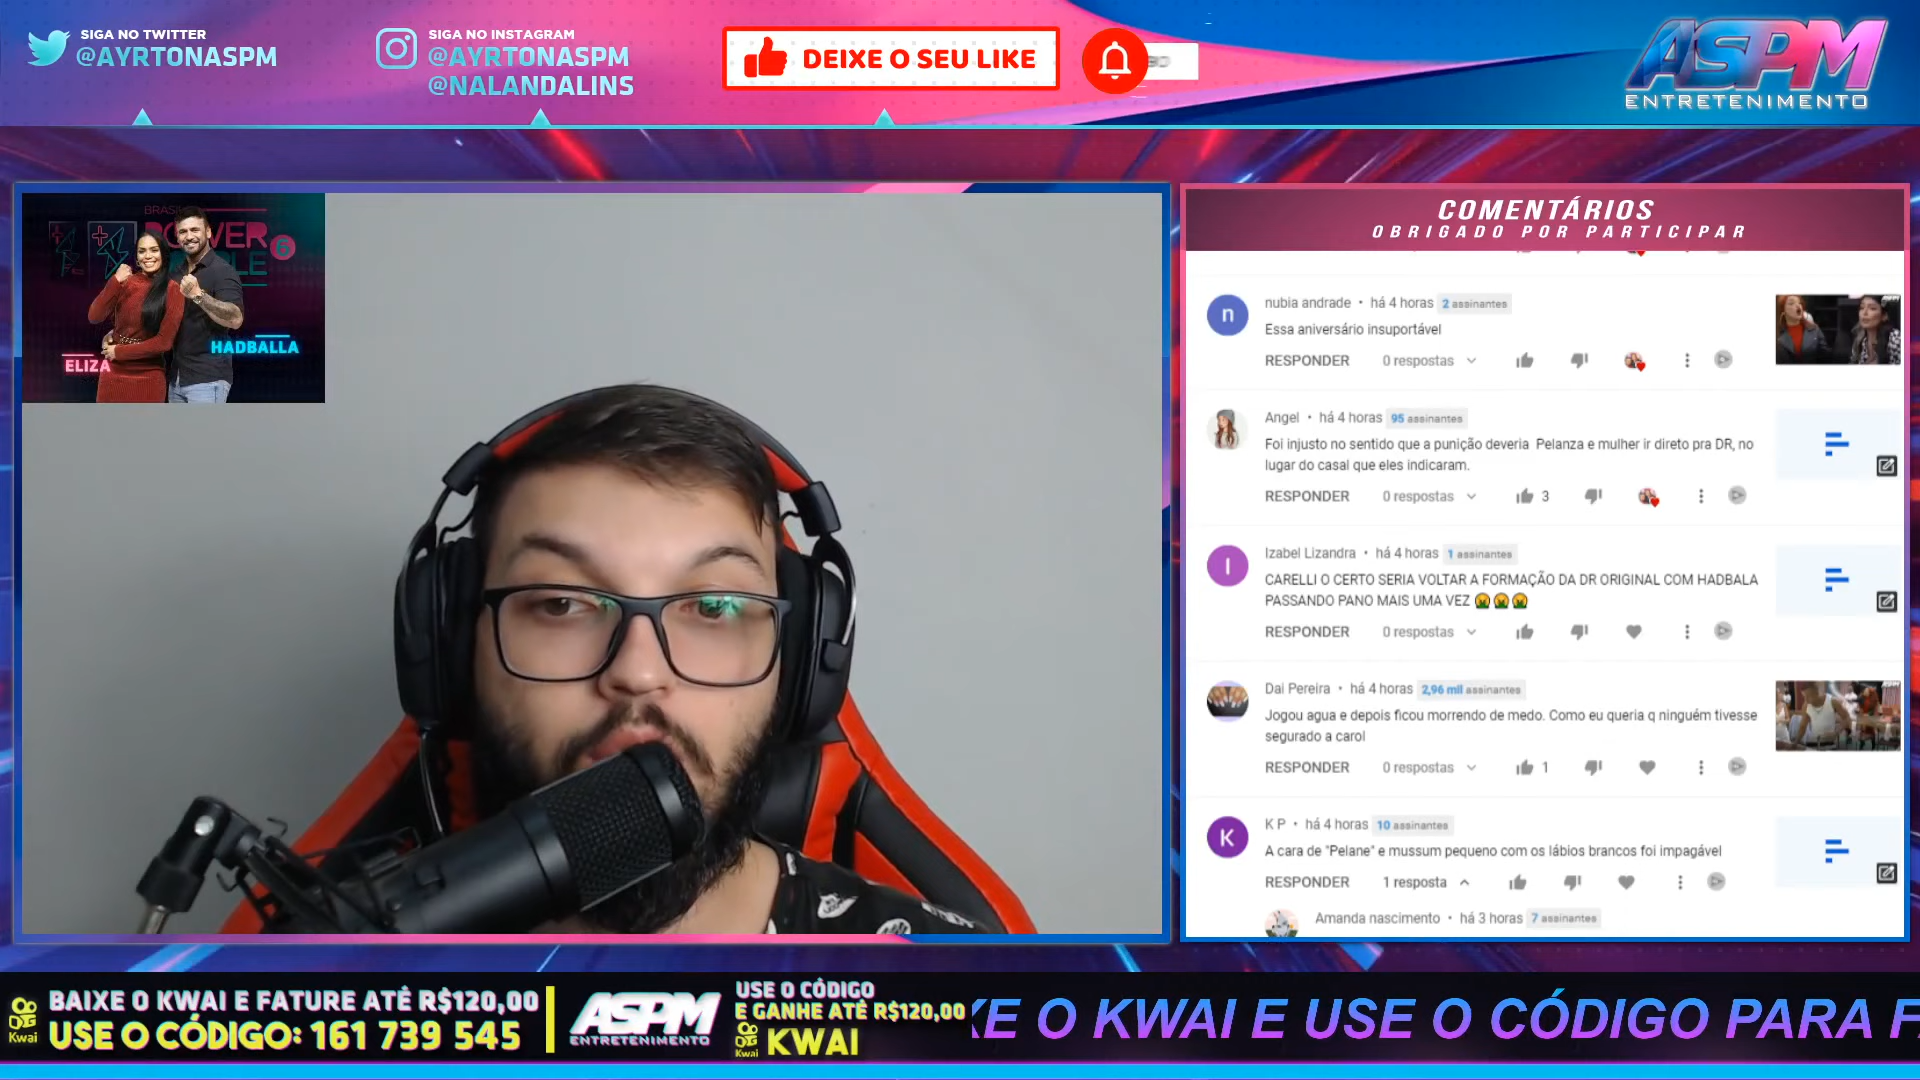 SIGA NO TWITTER
@AYRTONASPM
SIGA NO INSTAGRAM
@AYRTONASPM
@NALANDALINS
DEIXE O SEU LIKE
ASPM
ENTRETENIMENTO
BRASIL
POWER
COUPLE
6
ELIZA
HADBALLA
COMENTÁRIOS
OBRIGADO POR PARTICIPAR
n
nubia andrade • há 4 horas 2 assinantes
Essa aniversário insuportável
RESPONDER 0 respostas
Angel • há 4 horas 95 assinantes
Foi injusto no sentido que a punição deveria Pelanza e mulher ir direto pra DR, no
lugar do casal que eles indicaram.
RESPONDER 0 respostas 3
I
Izabel Lizandra • há 4 horas 1 assinantes
CARELLI O CERTO SERIA VOLTAR A FORMAÇÃO DA DR ORIGINAL COM HADBALA
PASSANDO PANO MAIS UMA VEZ 🤮🤮🤮
RESPONDER 0 respostas
Dai Pereira • há 4 horas 2,96 mil assinantes
Jogou agua e depois ficou morrendo de medo. Como eu queria q ninguém tivesse
segurado a carol
RESPONDER 0 respostas 1
K
K P • há 4 horas 10 assinantes
A cara de "Pelane" e mussum pequeno com os lábios brancos foi impagável
RESPONDER 1 resposta
Amanda nascimento • há 3 horas 7 assinantes
Kwai
BAIXE O KWAI E FATURE ATÉ R$120,00
USE O CÓDIGO: 161 739 545
ASPM
ENTRETENIMENTO
USE O CÓDIGO
E GANHE ATÉ R$120,00
Kwai
KWAI
XE O KWAI E USE O CÓDIGO PARA F